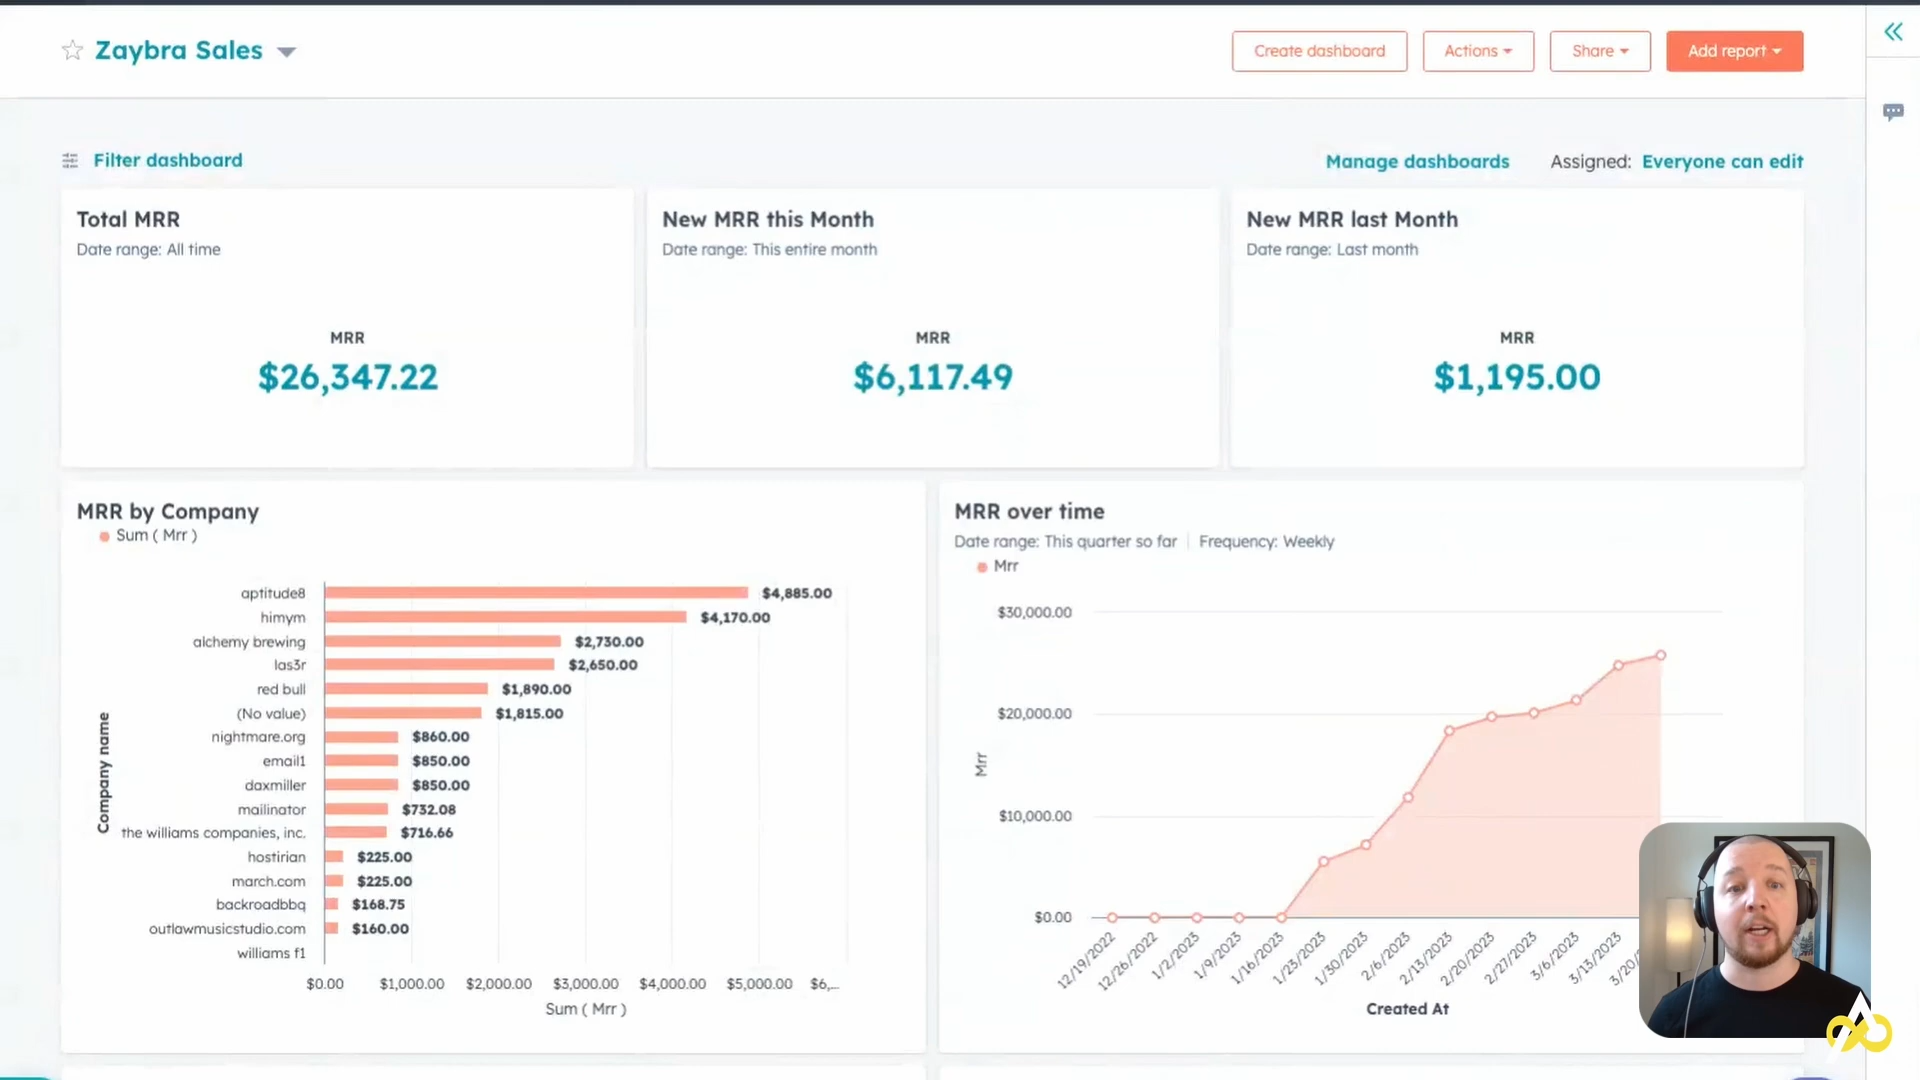 Zaybra Sales
Create dashboard
Actions
Share
Add report
Filter dashboard
Manage dashboards
Assigned: Everyone can edit
Total MRR
Date range: All time
MRR
$26,347.22
New MRR this Month
Date range: This entire month
MRR
$6,117.49
New MRR last Month
Date range: Last month
MRR
$1,195.00
MRR by Company
Sum ( Mrr )
Company name
aptitude8 $4,885.00
himym $4,170.00
alchemy brewing $2,730.00
las3r $2,650.00
red bull $1,890.00
(No value) $1,815.00
nightmare.org $860.00
email1 $850.00
daxmiller $850.00
mailinator $732.08
the williams companies, inc. $716.66
hostirian $225.00
march.com $225.00
backroadbbq $168.75
outlawmusicstudio.com $160.00
williams f1
$0.00 $1,000.00 $2,000.00 $3,000.00 $4,000.00 $5,000.00 $6,...
Sum ( Mrr )
MRR over time
Date range: This quarter so far | Frequency: Weekly
Mrr
$30,000.00
$20,000.00
Mrr
$10,000.00
$0.00
12/19/2022 12/26/2022 1/2/2023 1/9/2023 1/16/2023 1/23/2023 1/30/2023 2/6/2023 2/13/2023 2/20/2023 2/27/2023 3/6/2023 3/13/2023 3/20/
Created At